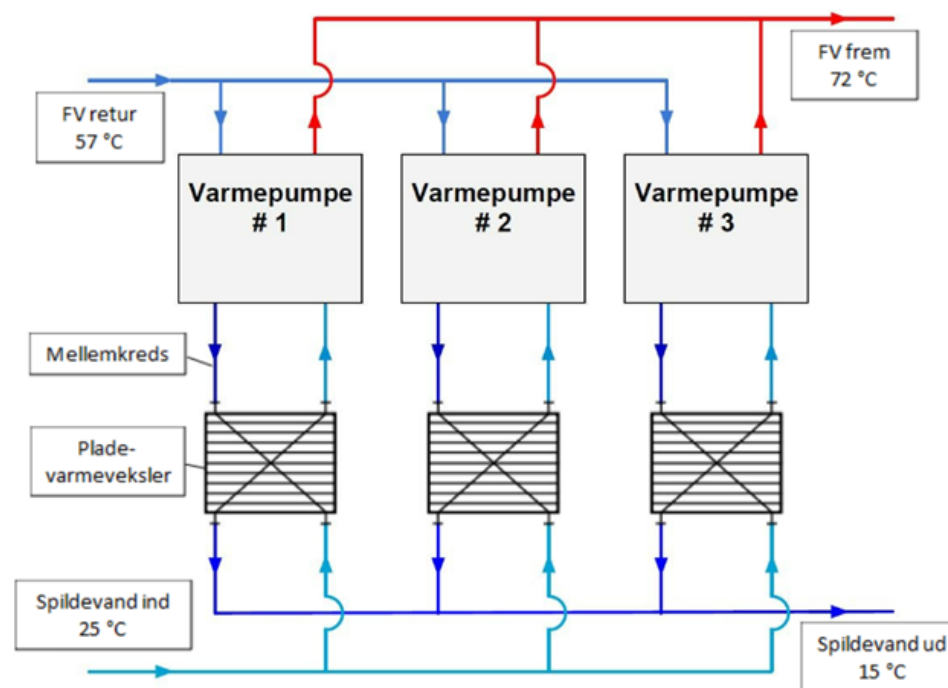 FV frem
72 °C
FV retur
57 °C
Varmepumpe
# 1
Varmepumpe
# 2
Varmepumpe
# 3
Mellemkreds
Plade-
varmeveksler
Spildevand ind
25 °C
Spildevand ud
15 °C